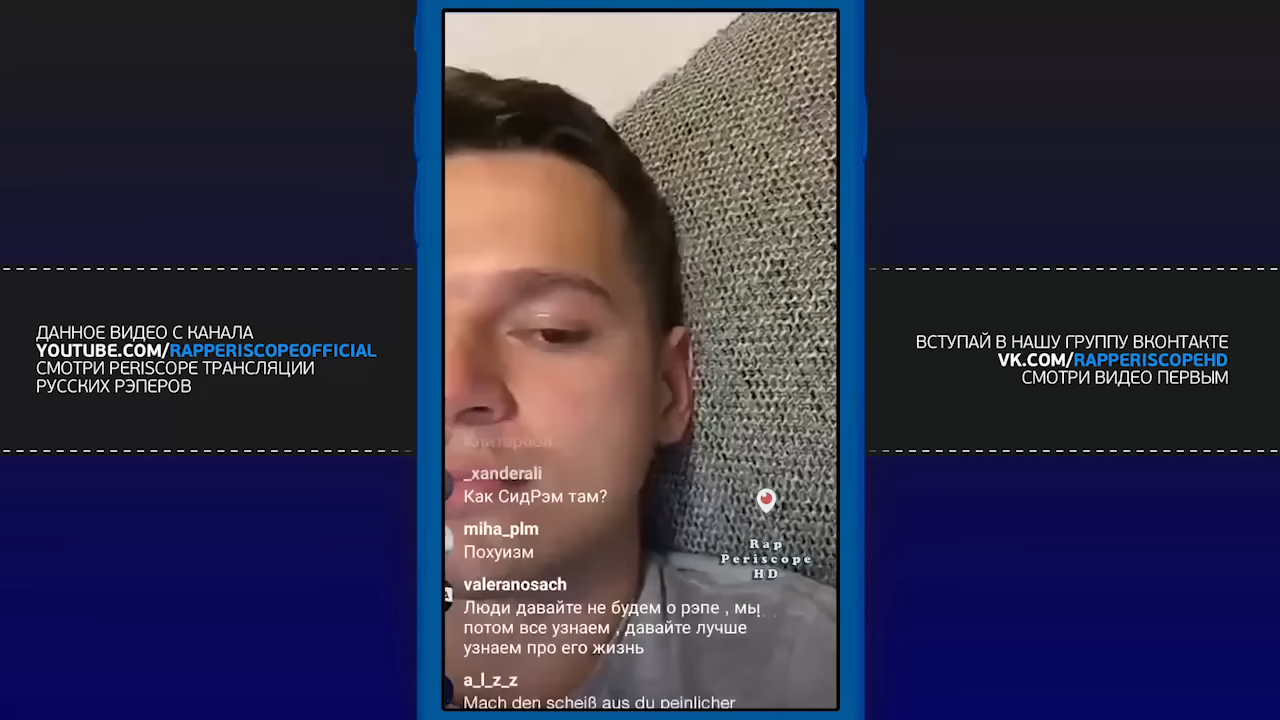 ДАННОЕ ВИДЕО С КАНАЛА
YOUTUBE.COM/RAPPERISCOPEOFFICIAL
СМОТРИ PERISCOPE ТРАНСЛЯЦИИ
РУССКИХ РЭПЕРОВ
_xanderali
Как СидРэм там?
miha_plm
Похуизм
valeranosach
Люди давайте не будем о рэпе , мы
потом все узнаем , давайте лучше
узнаем про его жизнь
a_l_z_z
Mach den scheiß aus du peinlicher
Rap
Periscope
HD
ВСТУПАЙ В НАШУ ГРУППУ ВКОНТАКТЕ
VK.COM/RAPPERISCOPEHD
СМОТРИ ВИДЕО ПЕРВЫМ